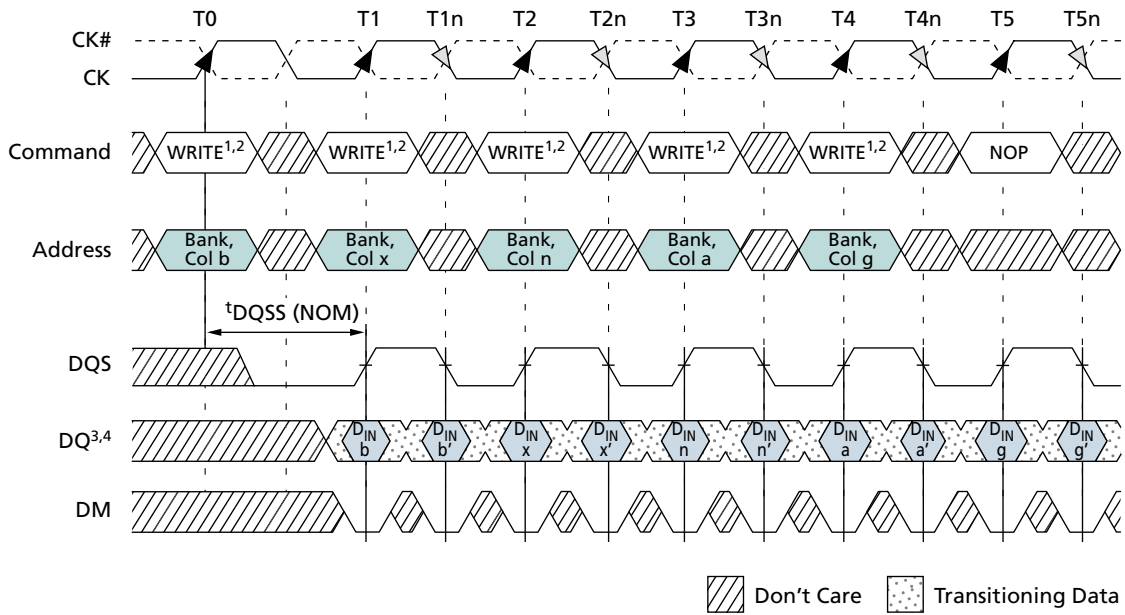 T0 T1 T1n T2 T2n T3 T3n T4 T4n T5 T5n
CK#
CK
Command WRITE1,2 WRITE1,2 WRITE1,2 WRITE1,2 WRITE1,2 NOP
Address Bank, Bank, Bank, Bank, Bank,
Col b Col x Col n Col a Col g
tDQSS (NOM)
DQS
DQ3,4 DIN DIN DIN DIN DIN DIN DIN DIN DIN DIN
b b' x x' n n' a a' g g'
DM
Don't Care Transitioning Data